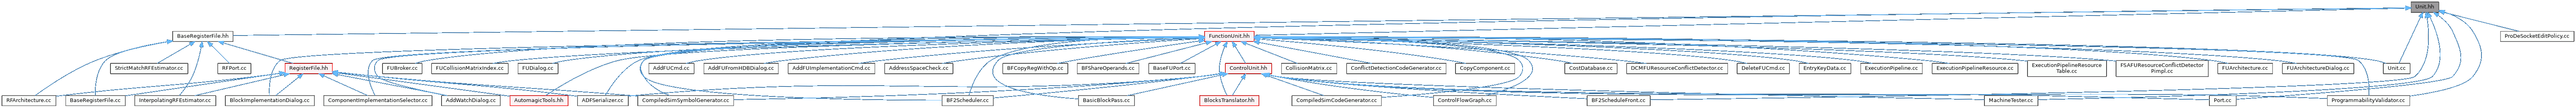 Unit.hh
BaseRegisterFile.hh
FunctionUnit.hh
ProDeSocketEditPolicy.cc
StrictMatchRFEstimator.cc
RFPort.cc
RegisterFile.hh
FUBroker.cc
FUCollisionMatrixIndex.cc
FUDialog.cc
AddFUCmd.cc
AddFUFromHDBDialog.cc
AddFUImplementationCmd.cc
AddressSpaceCheck.cc
BFCopyRegWithOp.cc
BFShareOperands.cc
BaseFUPort.cc
ControlUnit.hh
CollisionMatrix.cc
ConflictDetectionCodeGenerator.cc
CopyComponent.cc
CostDatabase.cc
DCMFUResourceConflictDetector.cc
DeleteFUCmd.cc
EntryKeyData.cc
ExecutionPipeline.cc
ExecutionPipelineResource.cc
ExecutionPipelineResource
Table.cc
FSAFUResourceConflictDetector
Pimpl.cc
FUArchitecture.cc
FUArchitectureDialog.cc
Unit.cc
RFArchitecture.cc
BaseRegisterFile.cc
InterpolatingRFEstimator.cc
BlockImplementationDialog.cc
ComponentImplementationSelector.cc
AddWatchDialog.cc
AutomagicTools.hh
ADFSerializer.cc
CompiledSimSymbolGenerator.cc
BF2Scheduler.cc
BasicBlockPass.cc
BlocksTranslator.hh
CompiledSimCodeGenerator.cc
ControlFlowGraph.cc
BF2ScheduleFront.cc
MachineTester.cc
Port.cc
ProgrammabilityValidator.cc